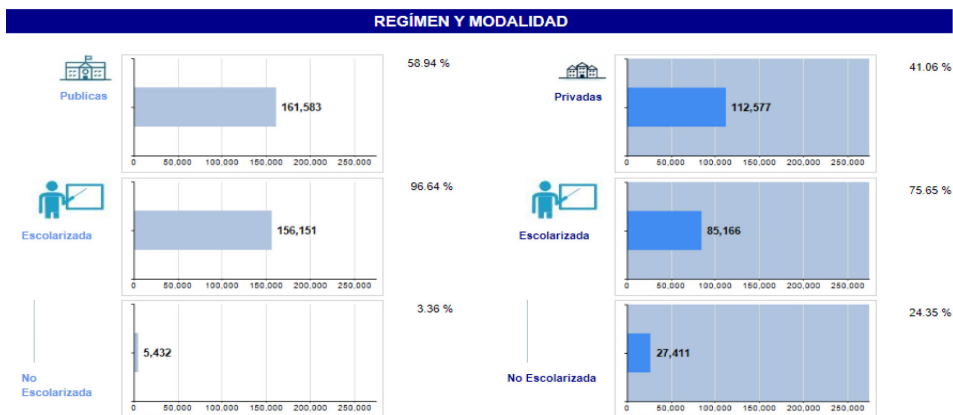 REGÍMEN Y MODALIDAD
Publicas
161,583
0 50,000 100,000 150,000 200,000 250,000
58.94 %
Privadas
112,577
0 50,000 100,000 150,000 200,000 250,000
41.06 %
Escolarizada
156,151
0 50,000 100,000 150,000 200,000 250,000
96.64 %
Escolarizada
85,166
0 50,000 100,000 150,000 200,000 250,000
75.65 %
No
Escolarizada
5,432
0 50,000 100,000 150,000 200,000 250,000
3.36 %
No Escolarizada
27,411
0 50,000 100,000 150,000 200,000 250,000
24.35 %